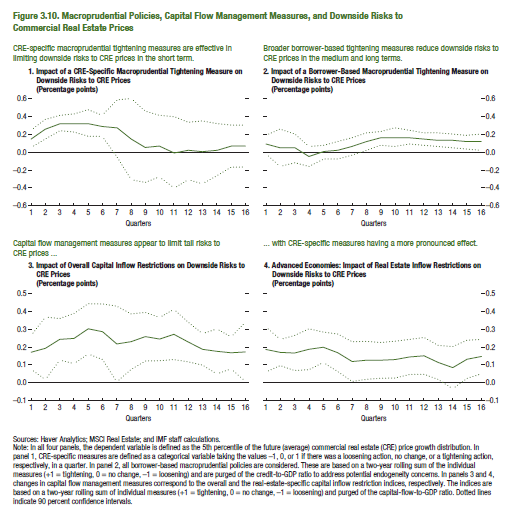 Figure 3.10. Macroprudential Policies, Capital Flow Management Measures, and Downside Risks to
Commercial Real Estate Prices
CRE-specific macroprudential tightening measures are effective in
limiting downside risks to CRE prices in the short term.
1. Impact of a CRE-Specific Macroprudential Tightening Measure on
Downside Risks to CRE Prices
(Percentage points)
0.6
0.4
0.2
0.0
–0.2
–0.4
–0.6
1 2 3 4 5 6 7 8 9 10 11 12 13 14 15 16
Quarters
Broader borrower-based tightening measures reduce downside risks to
CRE prices in the medium and long terms.
2. Impact of a Borrower-Based Macroprudential Tightening Measure on
Downside Risks to CRE Prices
(Percentage points)
0.6
0.4
0.2
0.0
–0.2
–0.4
–0.6
1 2 3 4 5 6 7 8 9 10 11 12 13 14 15 16
Quarters
Capital flow management measures appear to limit tail risks to
CRE prices ...
3. Impact of Overall Capital Inflow Restrictions on Downside Risks to
CRE Prices
(Percentage points)
0.5
0.4
0.3
0.2
0.1
0.0
–0.1
1 2 3 4 5 6 7 8 9 10 11 12 13 14 15 16
Quarters
... with CRE-specific measures having a more pronounced effect.
4. Advanced Economies: Impact of Real Estate Inflow Restrictions on
Downside Risks to CRE Prices
(Percentage points)
0.5
0.4
0.3
0.2
0.1
0.0
–0.1
1 2 3 4 5 6 7 8 9 10 11 12 13 14 15 16
Quarters
Sources: Haver Analytics; MSCI Real Estate; and IMF staff calculations.
Note: In all four panels, the dependent variable is defined as the 5th percentile of the future (average) commercial real estate (CRE) price growth distribution. In
panel 1, CRE-specific measures are defined as a categorical variable taking the values –1, 0, or 1 if there was a loosening action, no change, or a tightening action,
respectively, in a quarter. In panel 2, all borrower-based macroprudential policies are considered. These are based on a two-year rolling sum of the individual
measures (+1 = tightening, 0 = no change, –1 = loosening) and are purged of the credit-to-GDP ratio to address potential endogeneity concerns. In panels 3 and 4,
changes in capital flow management measures correspond to the overall and the real-estate-specific capital inflow restriction indices, respectively. The indices are
based on a two-year rolling sum of individual measures (+1 = tightening, 0 = no change, –1 = loosening) and purged of the capital-flow-to-GDP ratio. Dotted lines
indicate 90 percent confidence intervals.